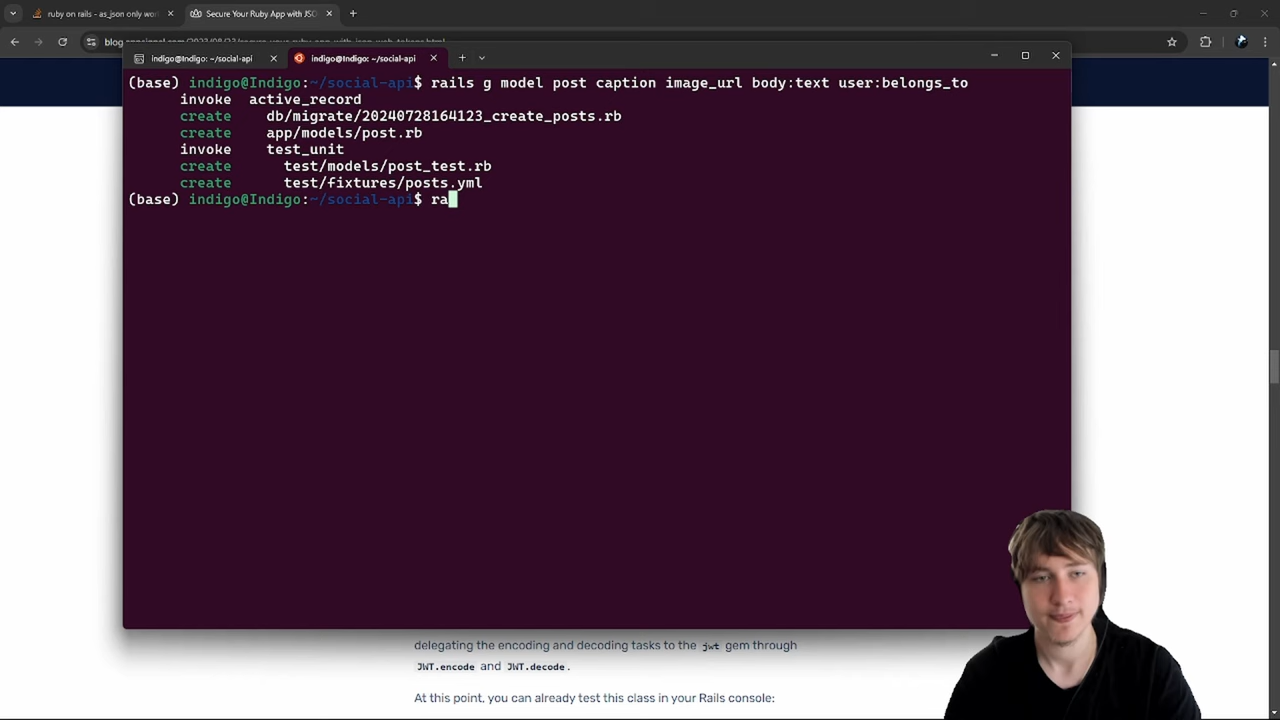 ruby on rails - as_json only wor
Secure Your Ruby App with JSO
indigo@Indigo: ~/social-api
indigo@Indigo: ~/social-api
(base) indigo@Indigo:~/social-api$ rails g model post caption image_url body:text user:belongs_to
invoke active_record
create db/migrate/20240728164123_create_posts.rb
create app/models/post.rb
invoke test_unit
create test/models/post_test.rb
create test/fixtures/posts.yml
(base) indigo@Indigo:~/social-api$ ra
delegating the encoding and decoding tasks to the jwt gem through
JWT.encode and JWT.decode.
At this point, you can already test this class in your Rails console: